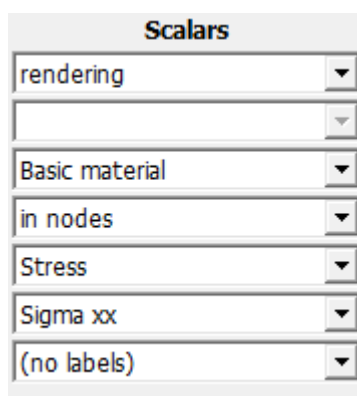 Scalars
rendering
Basic material
in nodes
Stress
Sigma xx
(no labels)